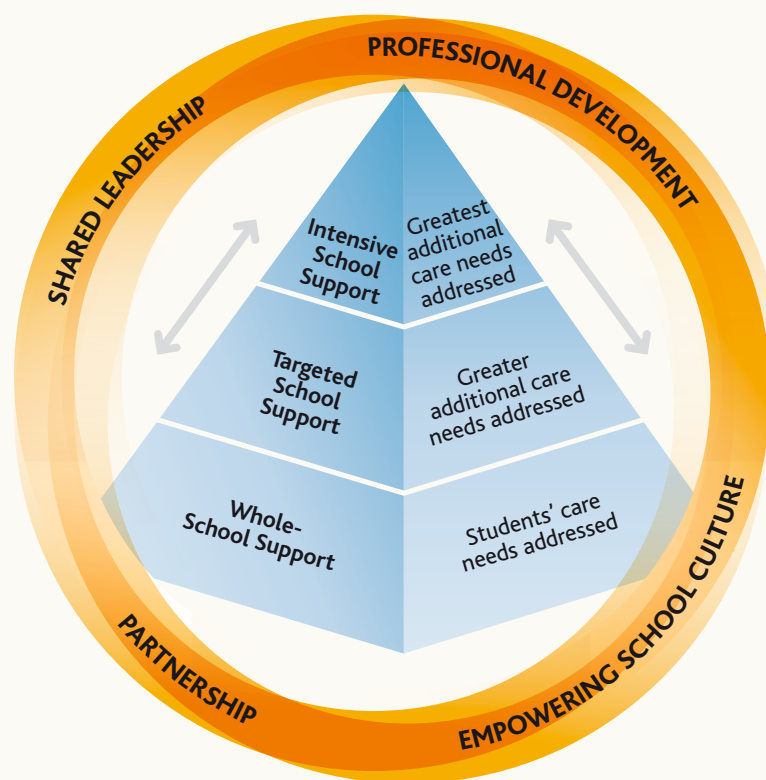 PROFESSIONAL DEVELOPMENT
SHARED LEADERSHIP
Intensive
School
Support
Greatest
additional
care needs
addressed
Targeted
School
Support
Greater
additional care
needs addressed
Whole-
School Support
Students’ care
needs addressed
PARTNERSHIP
EMPOWERING SCHOOL CULTURE